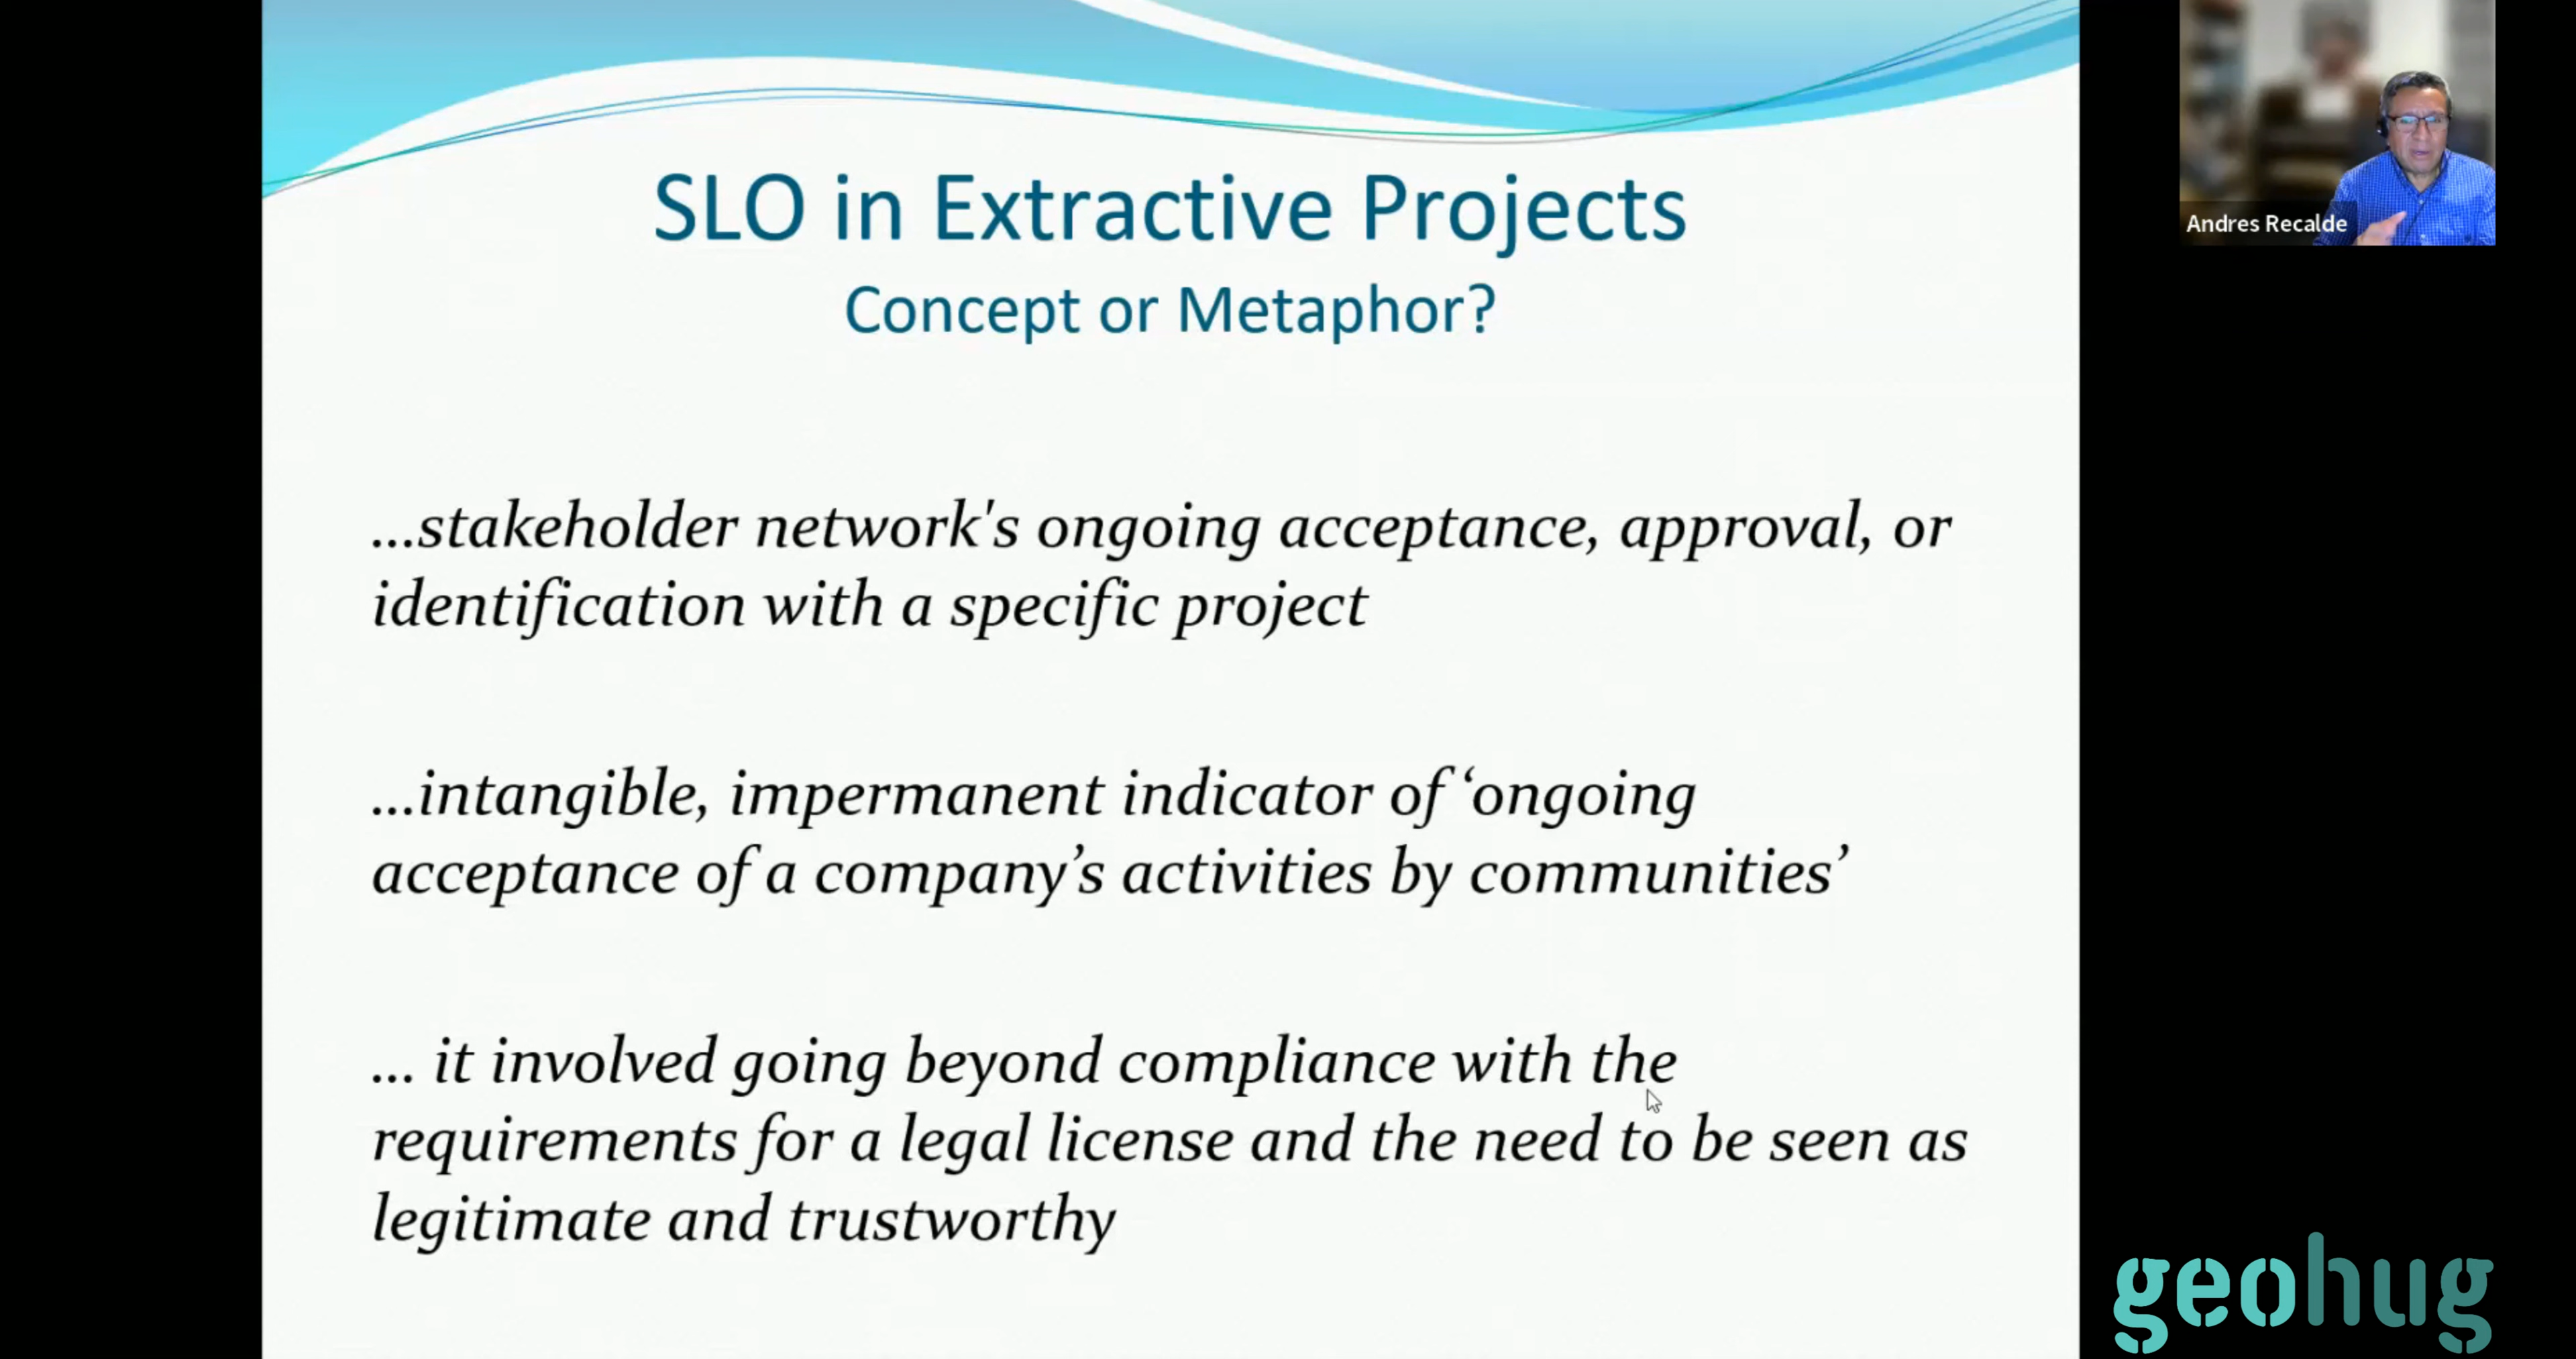 SLO in Extractive Projects
Concept or Metaphor?
...stakeholder network's ongoing acceptance, approval, or
identification with a specific project
...intangible, impermanent indicator of ‘ongoing
acceptance of a company’s activities by communities’
... it involved going beyond compliance with the
requirements for a legal license and the need to be seen as
legitimate and trustworthy
Andres Recalde
geohug